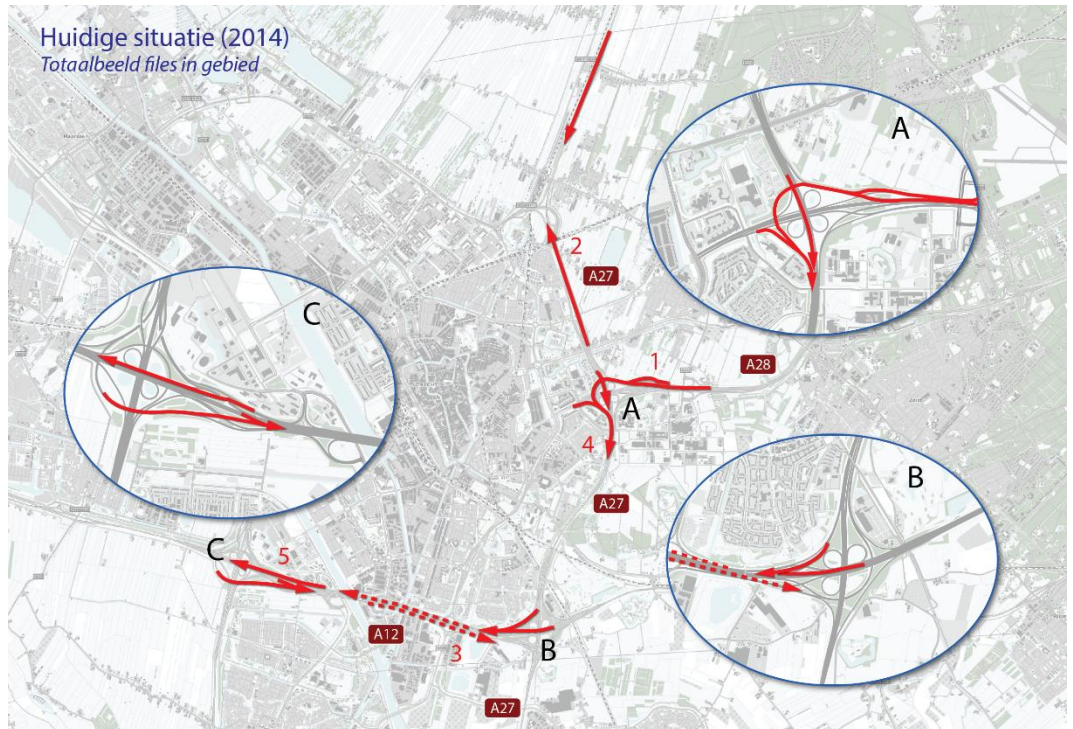 Huidige situatie (2014)
Totaalbeeld files in gebied
A
2
A27
C
1
A28
A
4
B
A27
C
5
A12
3
B
A27